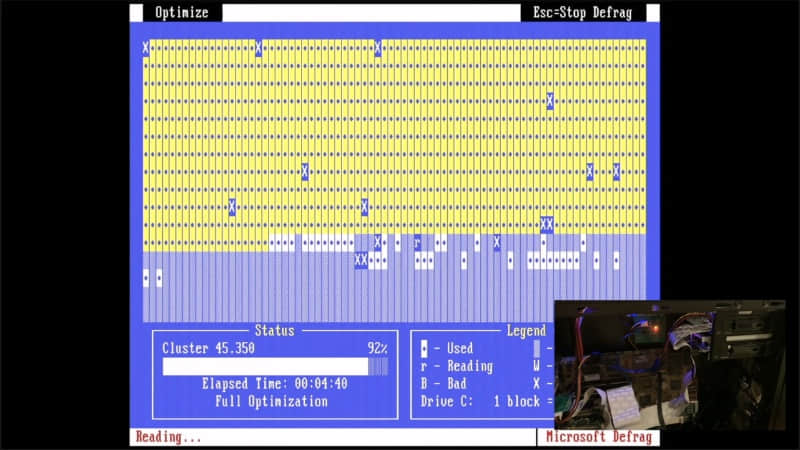 Optimize Esc=Stop Defrag
Status
Cluster 45.350 92%
Elapsed Time: 00:04:40
Full Optimization
Legend
• - Used
r - Reading W -
B - Bad X -
Drive C: 1 block =
Reading... Microsoft Defrag